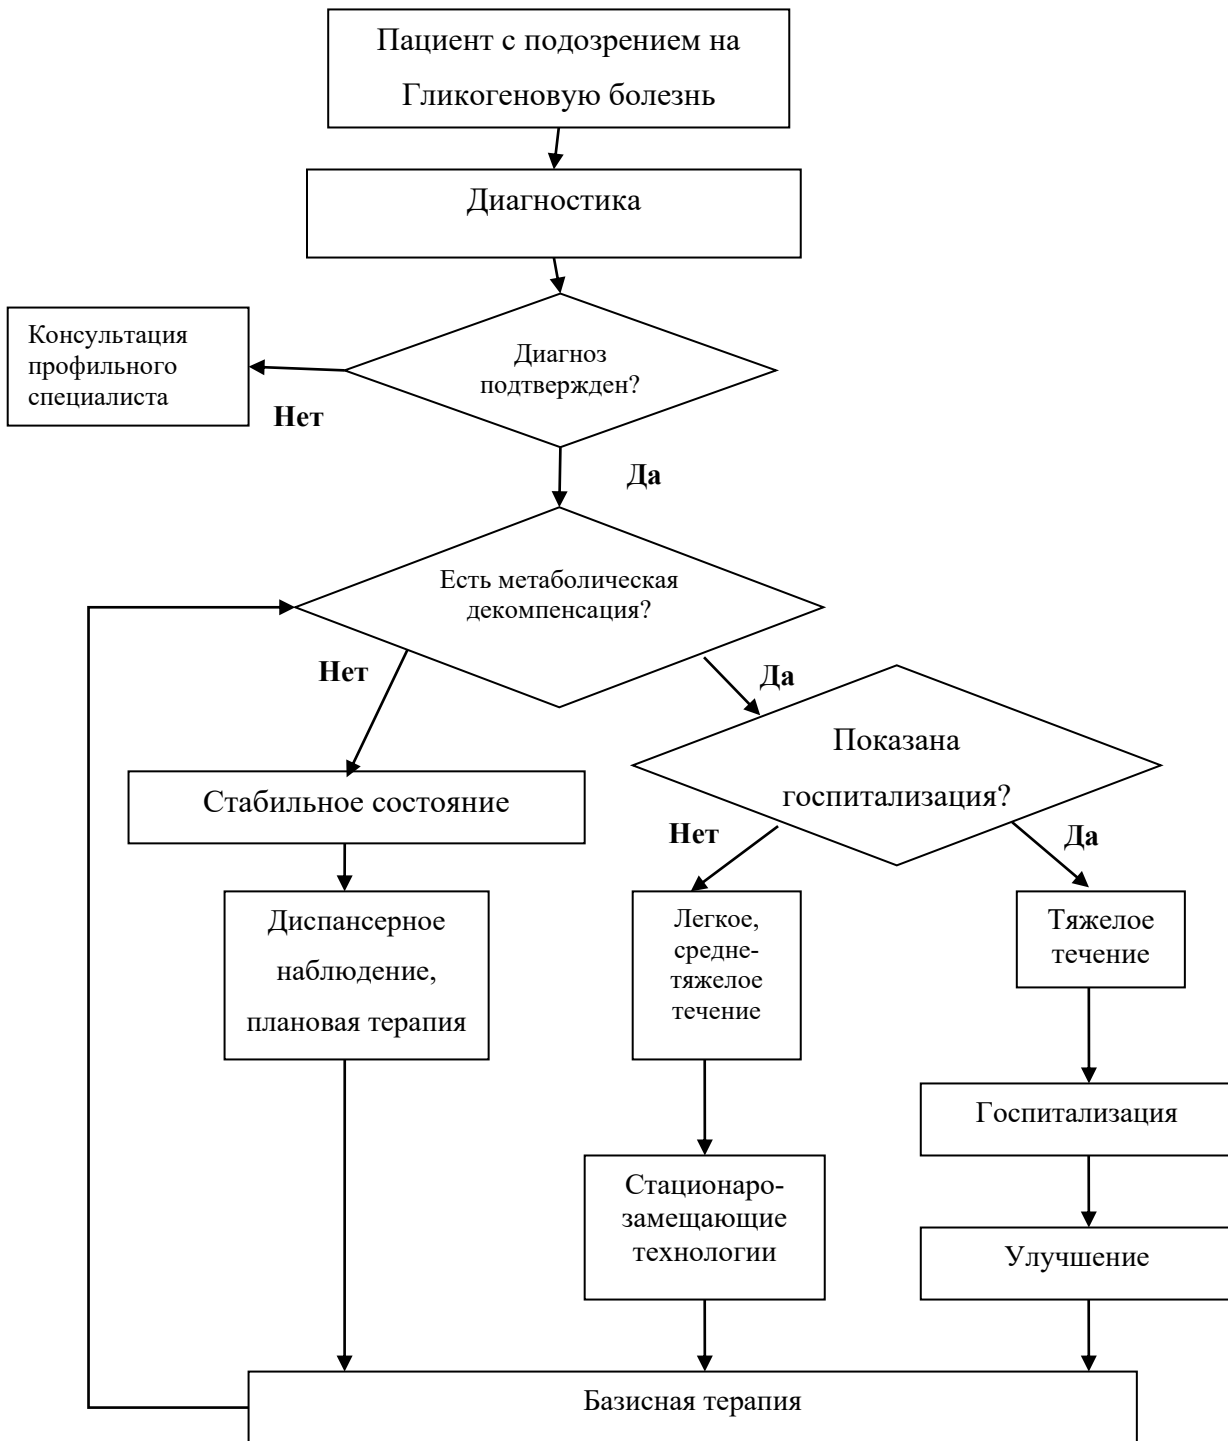 Пациент с подозрением на
Гликогеновую болезнь
Диагностика
Консультация
профильного
специалиста
Диагноз
подтвержден?
Нет
Да
Есть метаболическая
декомпенсация?
Нет
Да
Показана
госпитализация?
Стабильное состояние
Нет
Да
Диспансерное
наблюдение,
плановая терапия
Легкое,
средне-
тяжелое
течение
Тяжелое
течение
Госпитализация
Стационаро-
замещающие
технологии
Улучшение
Базисная терапия